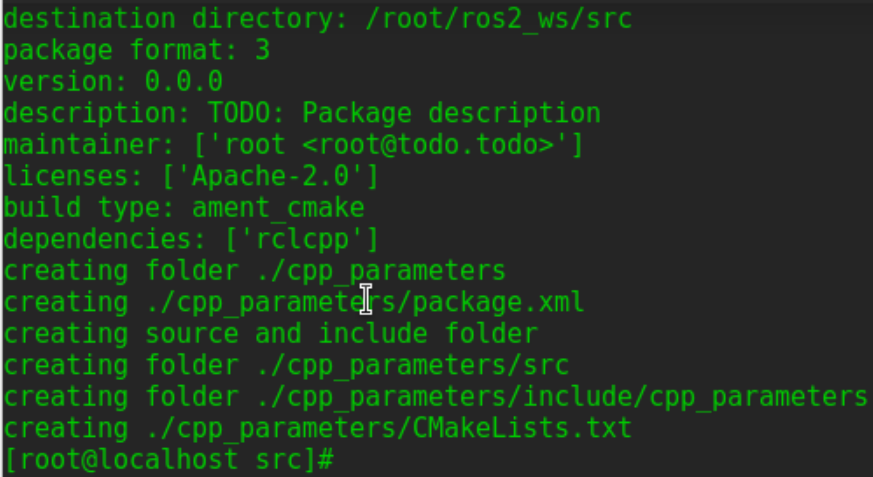 destination directory: /root/ros2_ws/src
package format: 3
version: 0.0.0
description: TODO: Package description
maintainer: ['root <root@todo.todo>']
licenses: ['Apache-2.0']
build type: ament_cmake
dependencies: ['rclcpp']
creating folder ./cpp_parameters
creating ./cpp_parameters/package.xml
creating source and include folder
creating folder ./cpp_parameters/src
creating folder ./cpp_parameters/include/cpp_parameters
creating ./cpp_parameters/CMakeLists.txt
[root@localhost src]#